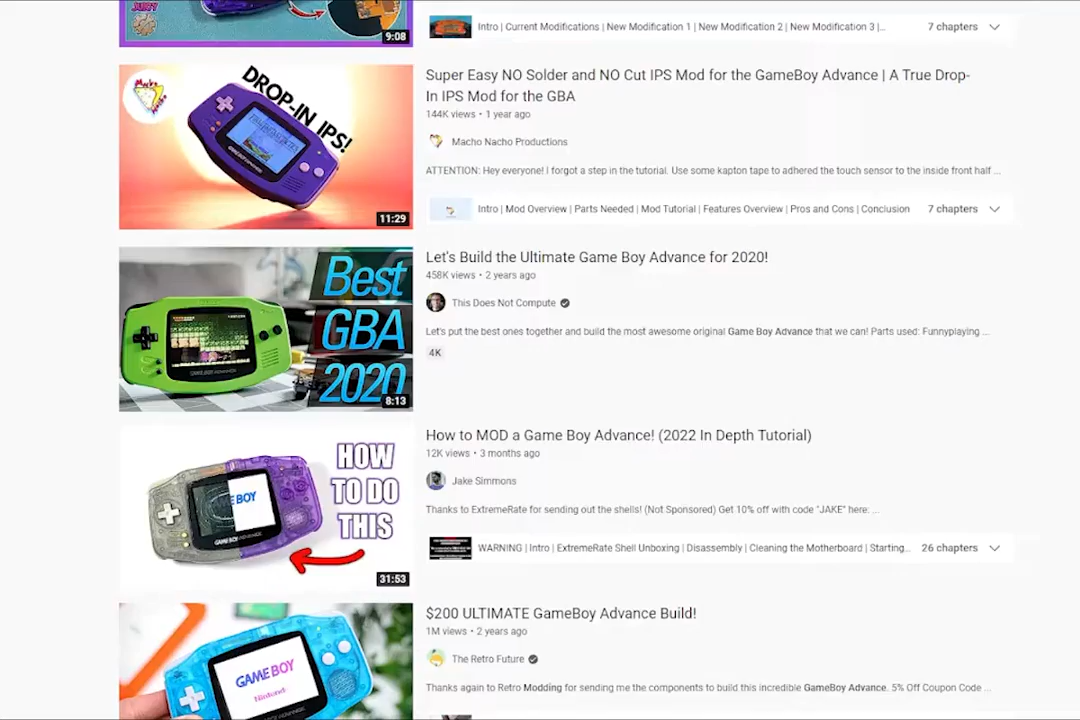 9:08
Intro | Current Modifications | New Modification 1 | New Modification 2 | New Modification 3 |...
7 chapters
DROP-IN IPS!
11:29
Super Easy NO Solder and NO Cut IPS Mod for the GameBoy Advance | A True Drop-
In IPS Mod for the GBA
144K views • 1 year ago
Macho Nacho Productions
ATTENTION: Hey everyone! I forgot a step in the tutorial. Use some kapton tape to adhered the touch sensor to the inside front half ...
Intro | Mod Overview | Parts Needed | Mod Tutorial | Features Overview | Pros and Cons | Conclusion
7 chapters
Best
GBA
2020
8:13
Let's Build the Ultimate Game Boy Advance for 2020!
458K views • 2 years ago
This Does Not Compute
Let's put the best ones together and build the most awesome original Game Boy Advance that we can! Parts used: Funnyplaying ...
4K
HOW
TO DO
THIS
31:53
How to MOD a Game Boy Advance! (2022 In Depth Tutorial)
12K views • 3 months ago
Jake Simmons
Thanks to ExtremeRate for sending out the shells! (Not Sponsored) Get 10% off with code "JAKE" here: ...
WARNING | Intro | ExtremeRate Shell Unboxing | Disassembly | Cleaning the Motherboard | Starting...
26 chapters
GAME BOY
Nintendo
$200 ULTIMATE GameBoy Advance Build!
1M views • 2 years ago
The Retro Future
Thanks again to Retro Modding for sending me the components to build this incredible GameBoy Advance. 5% Off Coupon Code ...